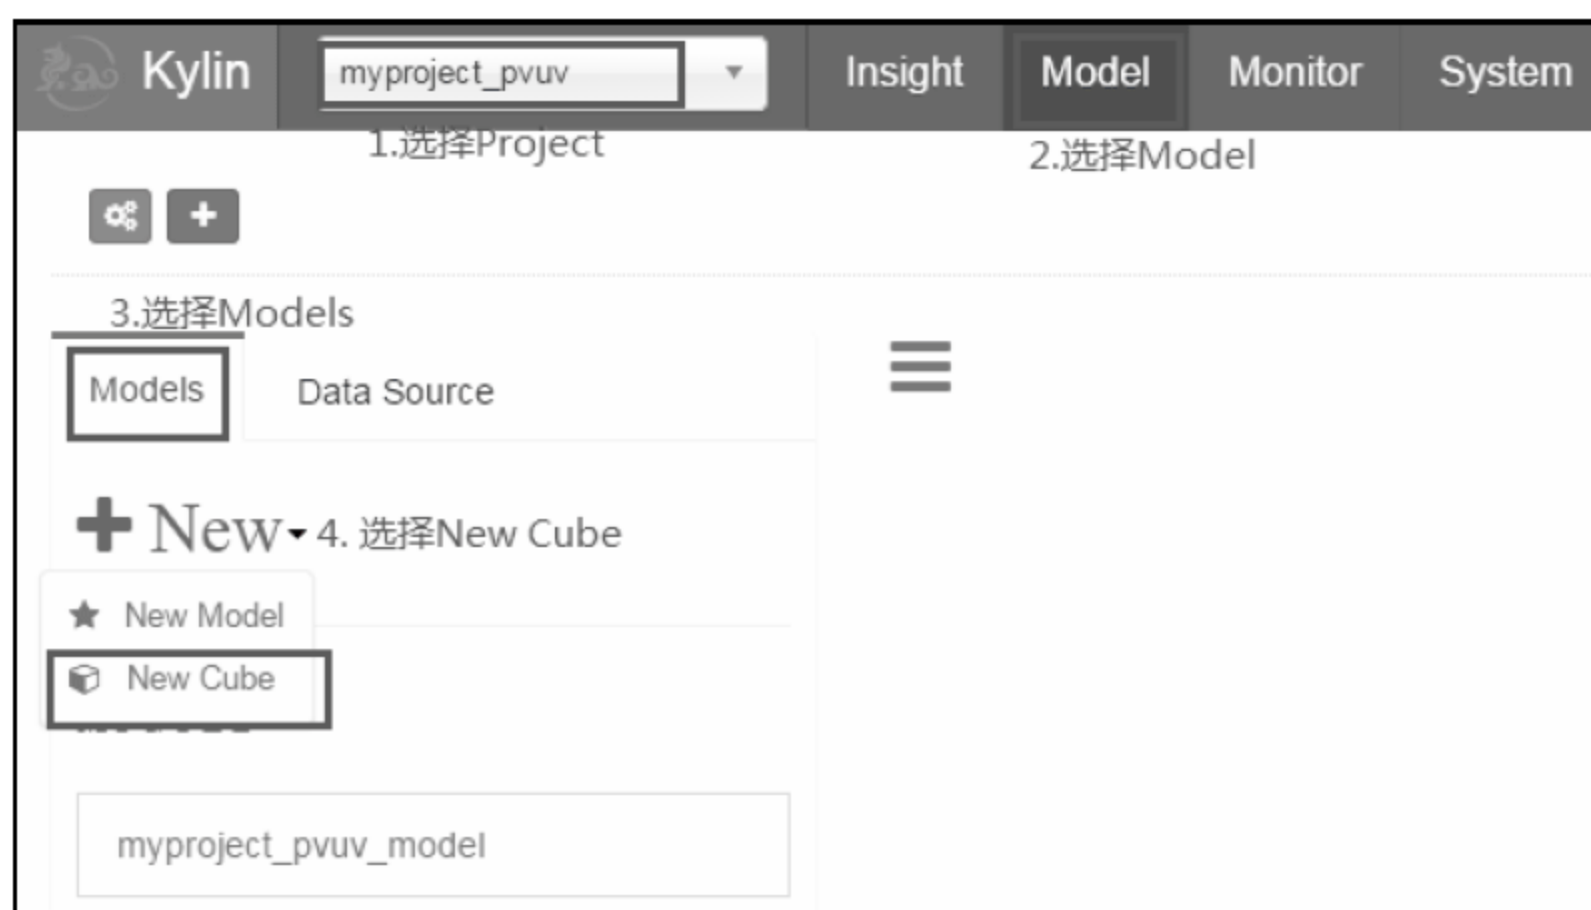 Kylin myproject_pvuv Insight Model Monitor System
1.选择Project
2.选择Model
3.选择Models
Models Data Source
New 4. 选择New Cube
New Model
New Cube
myproject_pvuv_model